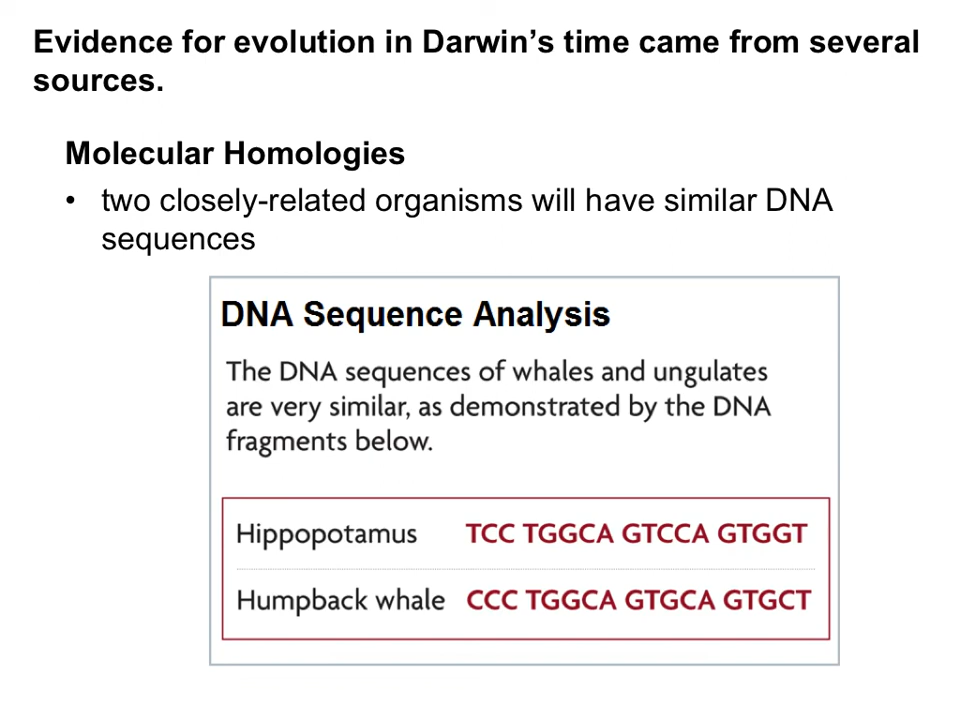 Evidence for evolution in Darwin’s time came from several
sources.
Molecular Homologies
• two closely-related organisms will have similar DNA
sequences
DNA Sequence Analysis
The DNA sequences of whales and ungulates
are very similar, as demonstrated by the DNA
fragments below.
Hippopotamus TCC TGGCA GTCCA GTGGT
Humpback whale CCC TGGCA GTGCA GTGCT